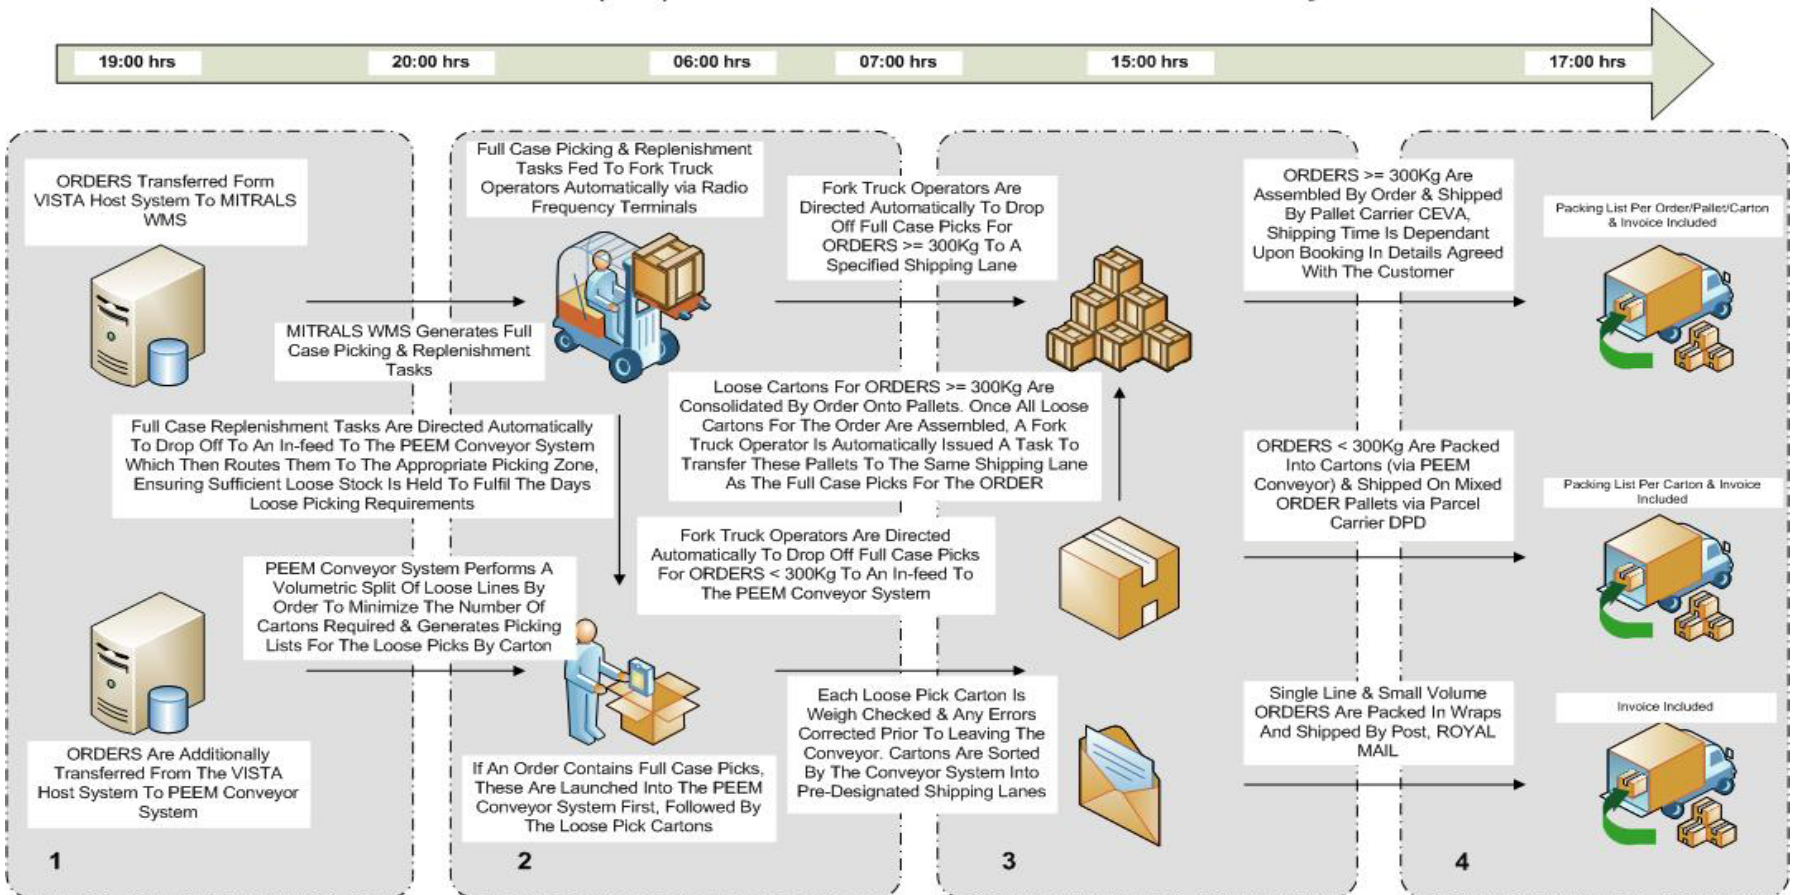 19:00 hrs
20:00 hrs
06:00 hrs
07:00 hrs
15:00 hrs
17:00 hrs
ORDERS Transferred Form
VISTA Host System To MITRALS
WMS
MITRALS WMS Generates Full
Case Picking & Replenishment
Tasks
Full Case Picking & Replenishment
Tasks Fed To Fork Truck
Operators Automatically via Radio
Frequency Terminals
Fork Truck Operators Are
Directed Automatically To Drop
Off Full Case Picks For
ORDERS >= 300Kg To A
Specified Shipping Lane
ORDERS >= 300Kg Are
Assembled By Order & Shipped
By Pallet Carrier CEVA,
Shipping Time Is Dependant
Upon Booking In Details Agreed
With The Customer
Packing List Per Order/Pallet/Carton
& Invoice Included
Full Case Replenishment Tasks Are Directed Automatically
To Drop Off To An In-feed To The PEEM Conveyor System
Which Then Routes Them To The Appropriate Picking Zone,
Ensuring Sufficient Loose Stock Is Held To Fulfil The Days
Loose Picking Requirements
Loose Cartons For ORDERS >= 300Kg Are
Consolidated By Order Onto Pallets. Once All Loose
Cartons For The Order Are Assembled, A Fork
Truck Operator Is Automatically Issued A Task To
Transfer These Pallets To The Same Shipping Lane
As The Full Case Picks For The ORDER
Fork Truck Operators Are Directed
Automatically To Drop Off Full Case Picks
For ORDERS < 300Kg To An In-feed To
The PEEM Conveyor System
ORDERS < 300Kg Are Packed
Into Cartons (via PEEM
Conveyor) & Shipped On Mixed
ORDER Pallets via Parcel
Carrier DPD
Packing List Per Carton & Invoice
Included
PEEM Conveyor System Performs A
Volumetric Split Of Loose Lines By
Order To Minimize The Number Of
Cartons Required & Generates Picking
Lists For The Loose Picks By Carton
ORDERS Are Additionally
Transferred From The VISTA
Host System To PEEM Conveyor
System
If An Order Contains Full Case Picks,
These Are Launched Into The PEEM
Conveyor System First, Followed By
The Loose Pick Cartons
Each Loose Pick Carton Is
Weigh Checked & Any Errors
Corrected Prior To Leaving The
Conveyor. Cartons Are Sorted
By The Conveyor System Into
Pre-Designated Shipping Lanes
Single Line & Small Volume
ORDERS Are Packed In Wraps
And Shipped By Post, ROYAL
MAIL
Invoice Included
1
2
3
4